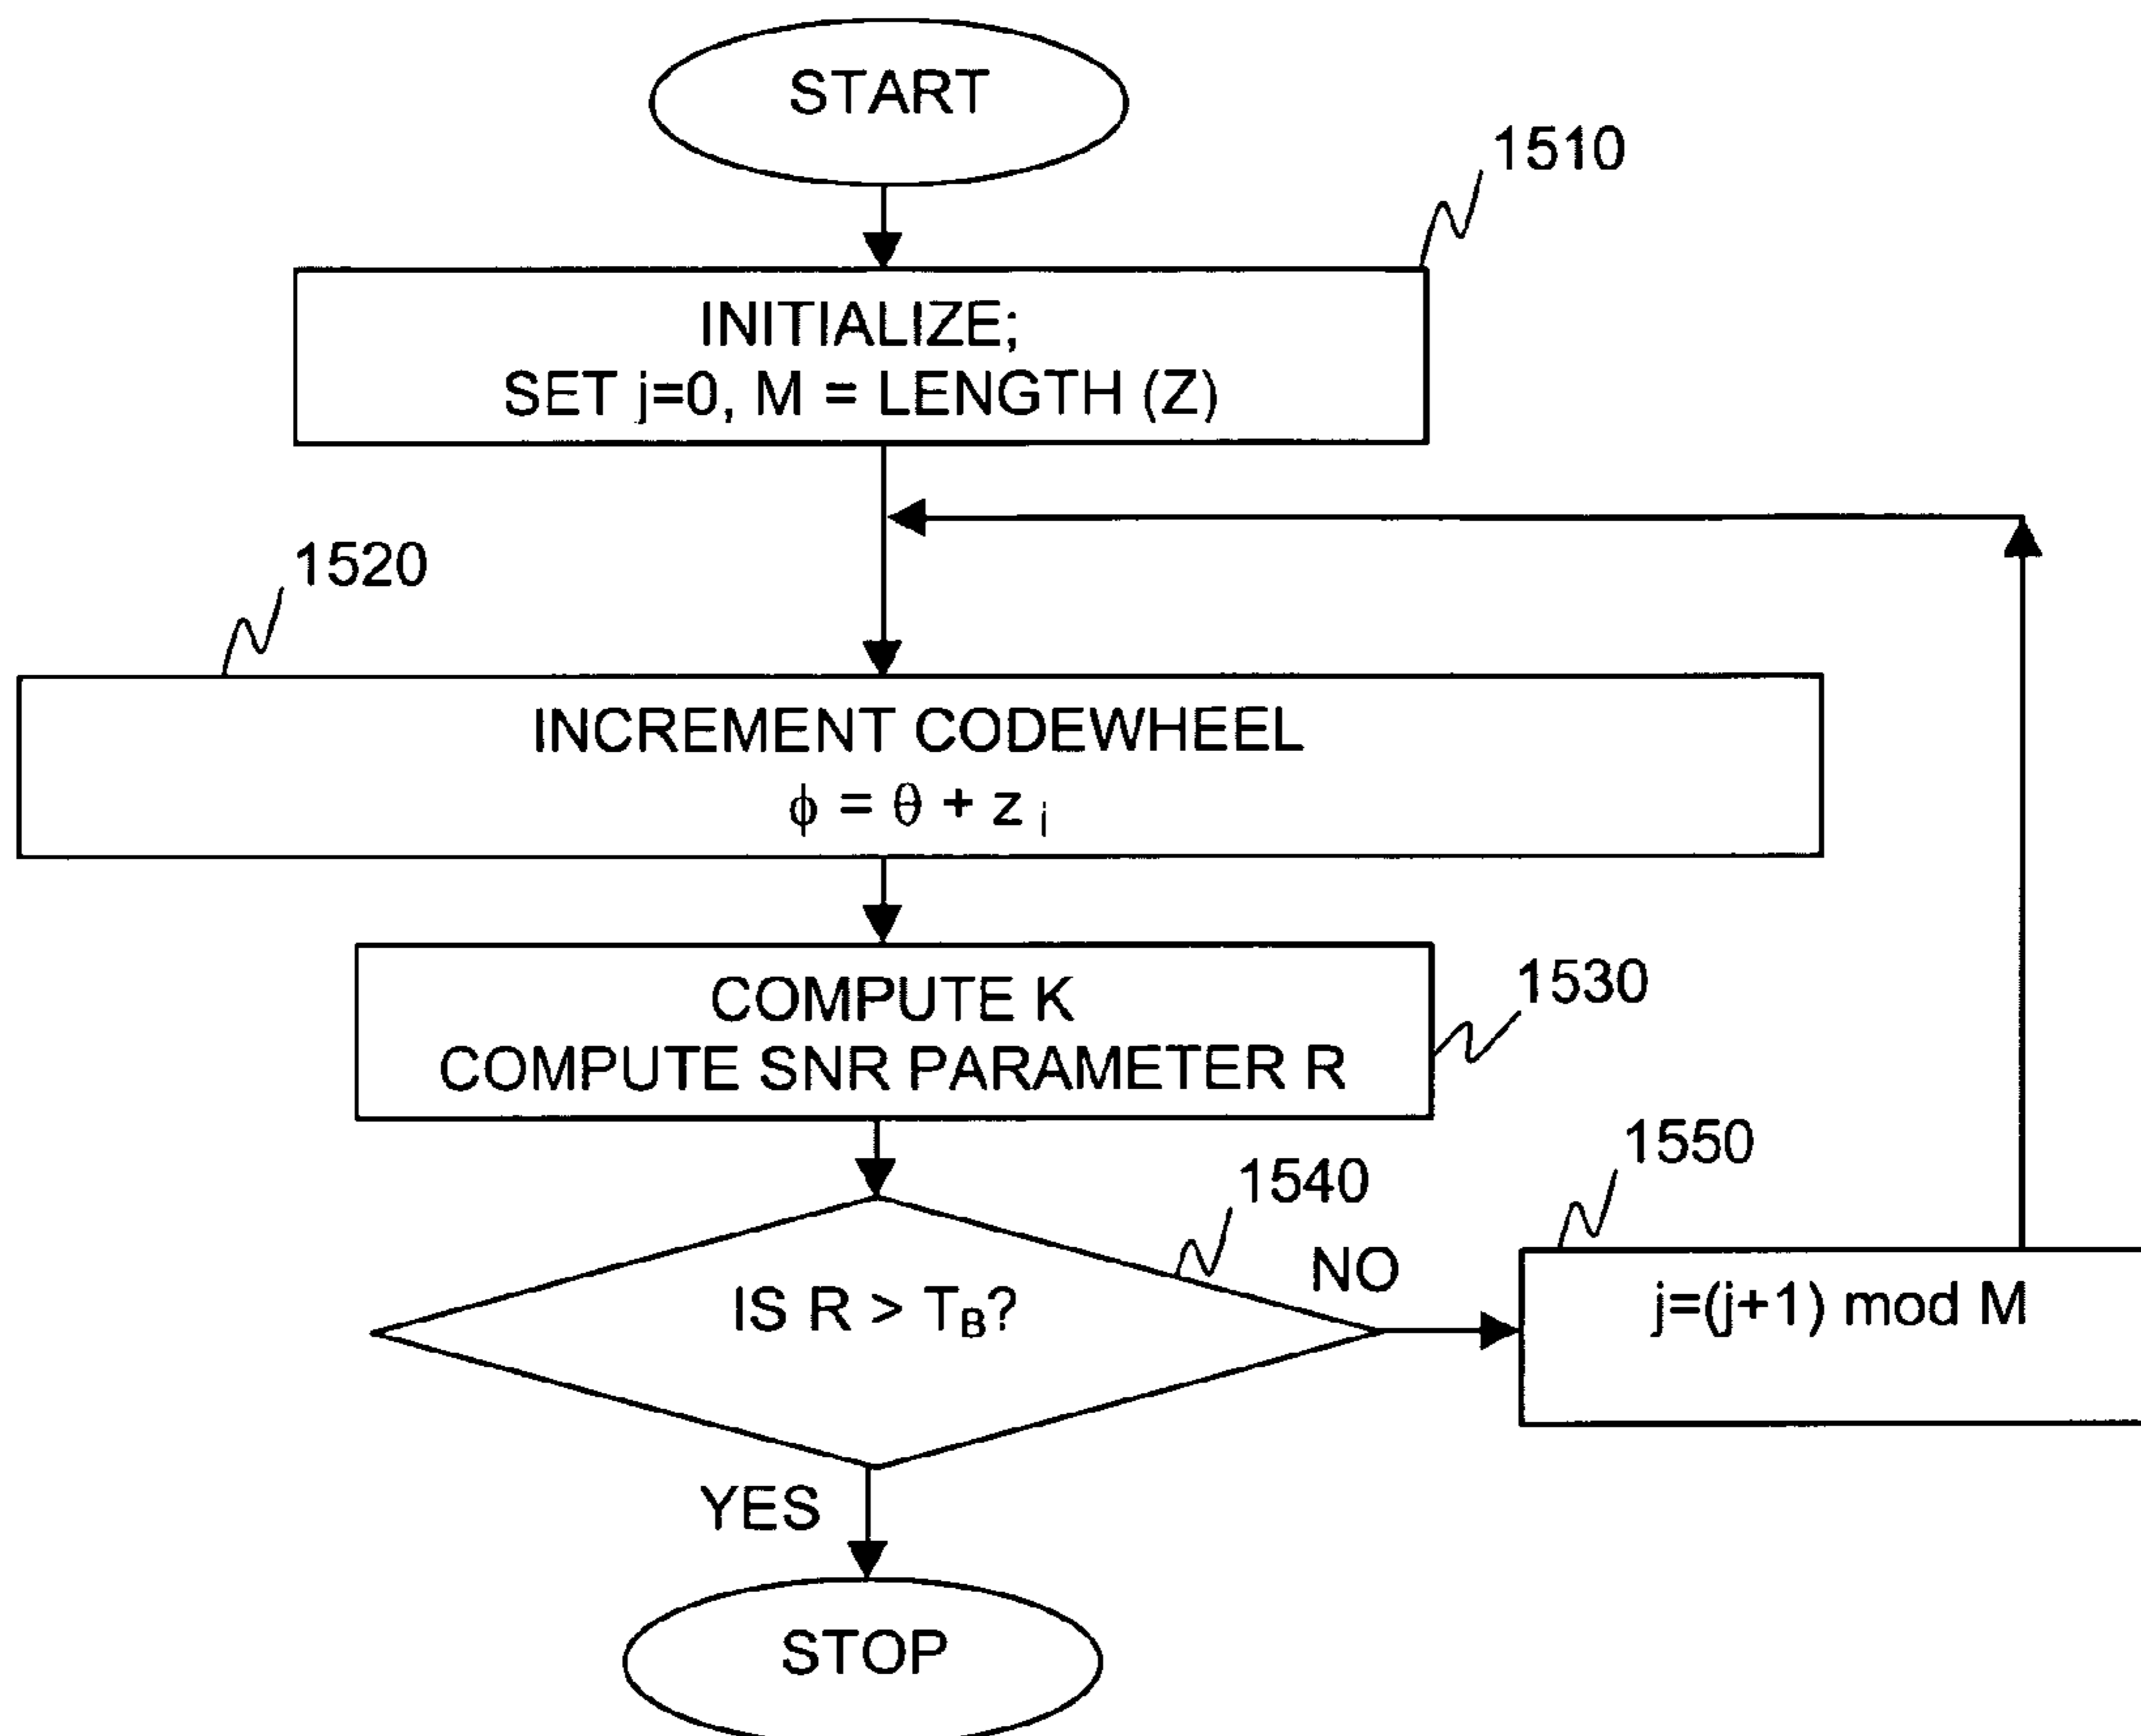 START
1510
INITIALIZE;
SET j=0, M = LENGTH (Z)
1520
INCREMENT CODEWHEEL
ϕ = θ + z i
1530
COMPUTE K
COMPUTE SNR PARAMETER R
1540
1550
IS R > T_B?
NO
j=(j+1) mod M
YES
STOP